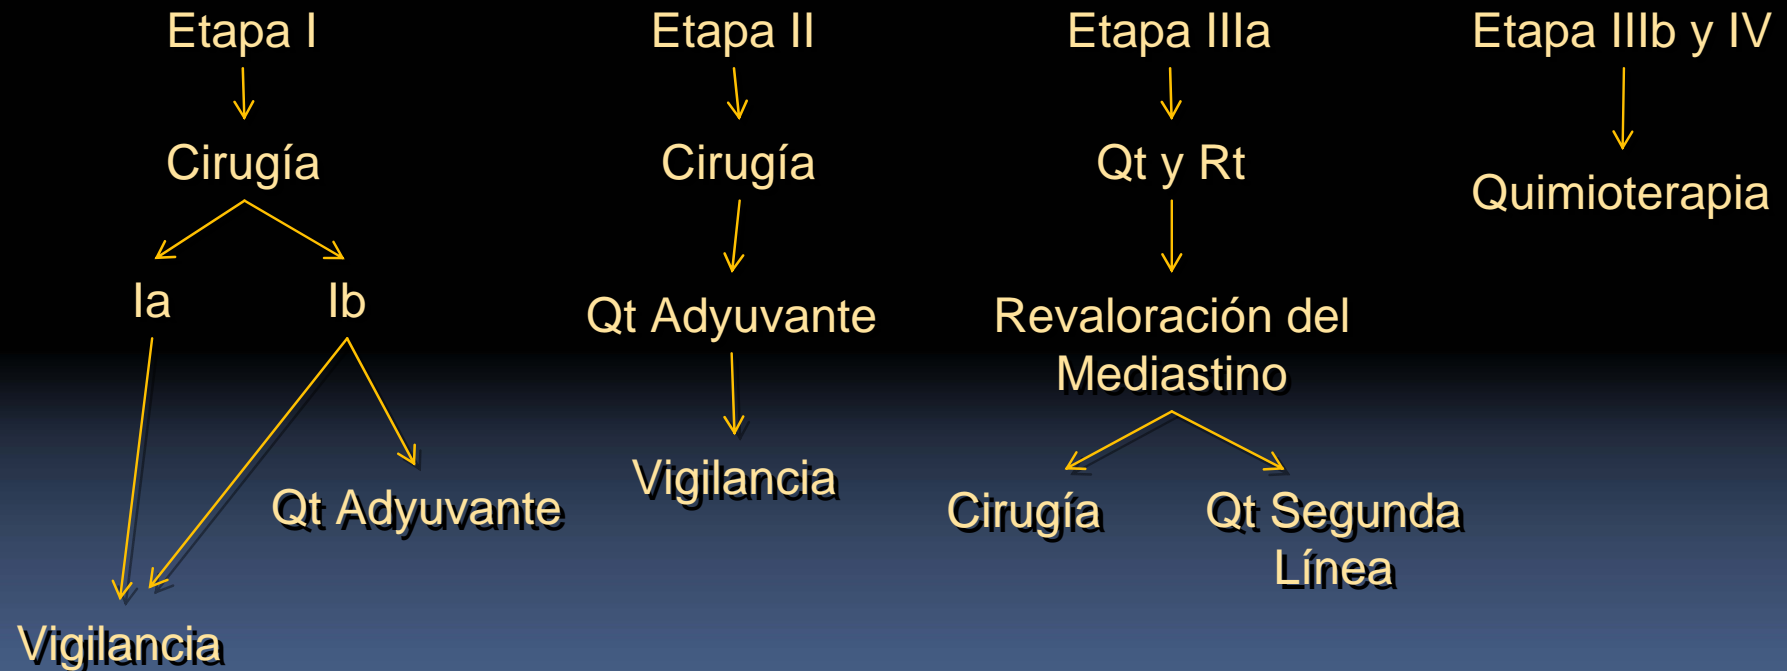 Etapa I
Cirugía
Ia
Ib
Qt Adyuvante
Vigilancia
Etapa II
Cirugía
Qt Adyuvante
Vigilancia
Etapa IIIa
Qt y Rt
Revaloración del
Mediastino
Cirugía
Qt Segunda
Línea
Etapa IIIb y IV
Quimioterapia